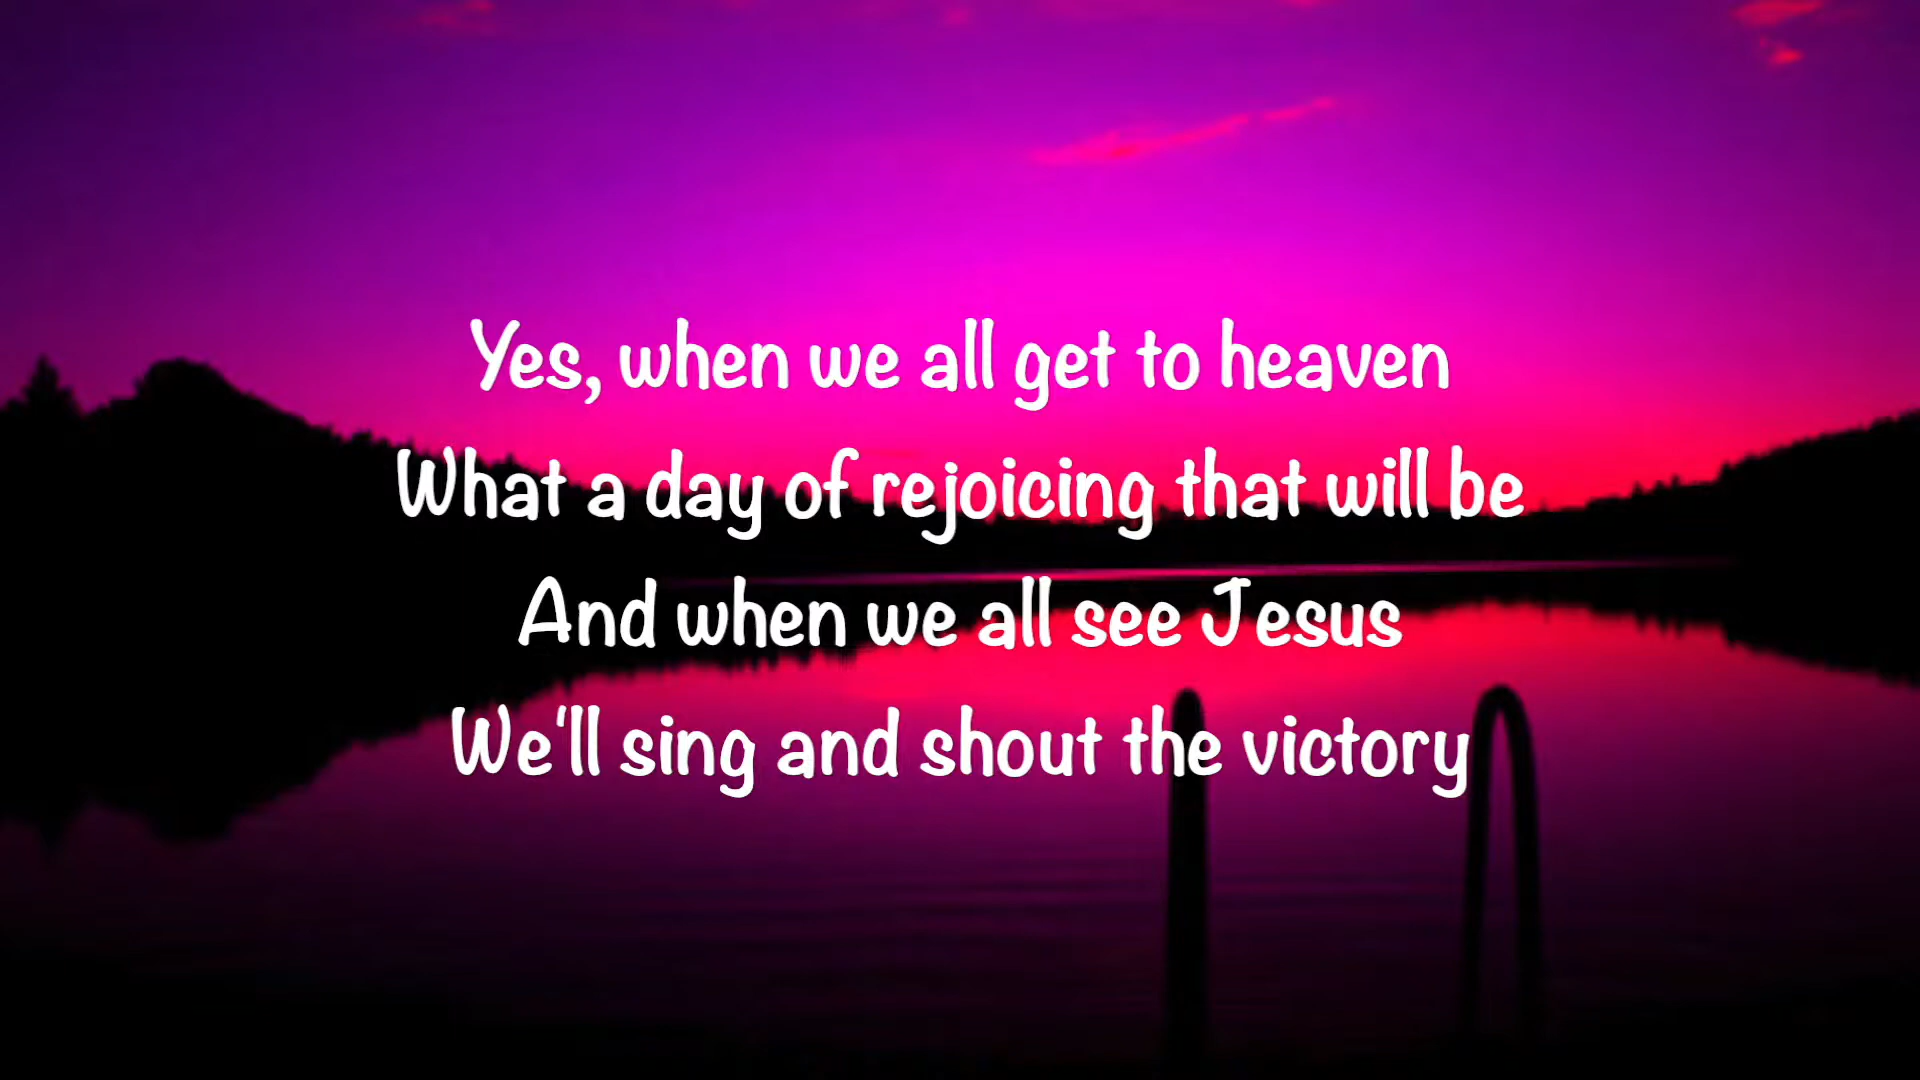 Yes, when we all get to heaven
What a day of rejoicing that will be
And when we all see Jesus
We'll sing and shout the victory